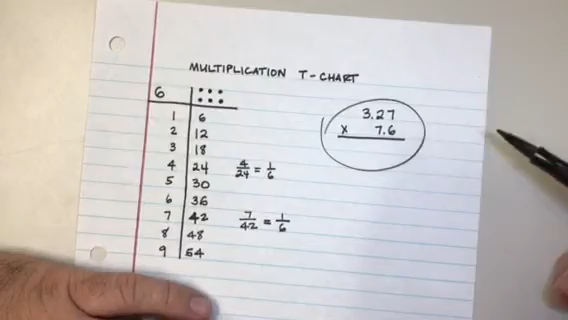 MULTIPLICATION T-CHART
6
1 6
2 12
3 18
4 24 4/24 = 1/6
5 30
6 36
7 42 7/42 = 1/6
8 48
9 54
3.27
x 7.6